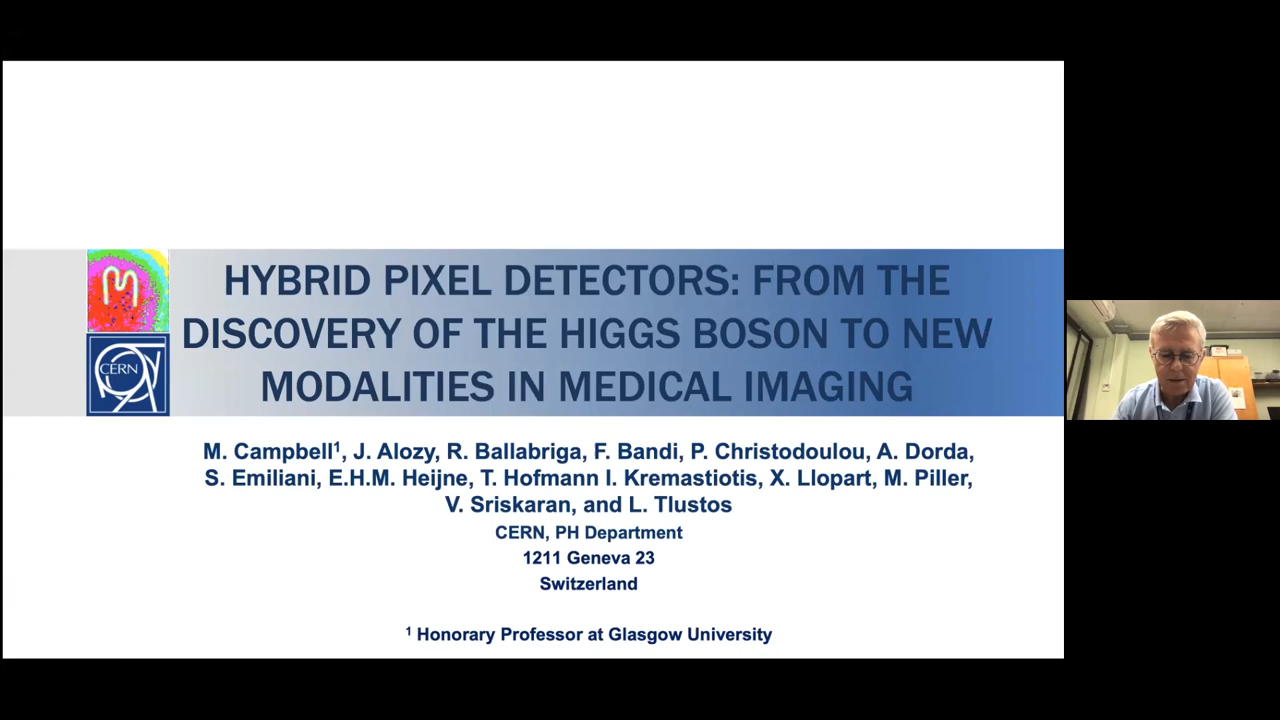 HYBRID PIXEL DETECTORS: FROM THE
DISCOVERY OF THE HIGGS BOSON TO NEW
MODALITIES IN MEDICAL IMAGING
CERN
M. Campbell¹, J. Alozy, R. Ballabriga, F. Bandi, P. Christodoulou, A. Dorda,
S. Emiliani, E.H.M. Heijne, T. Hofmann I. Kremastiotis, X. Llopart, M. Piller,
V. Sriskaran, and L. Tlustos
CERN, PH Department
1211 Geneva 23
Switzerland
¹ Honorary Professor at Glasgow University